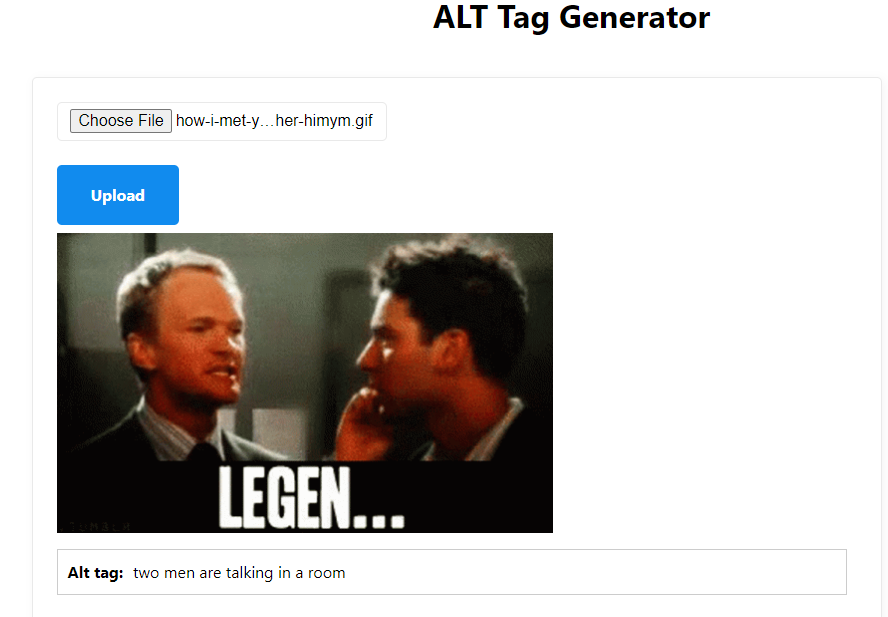 ALT Tag Generator
Choose File how-i-met-y...her-himym.gif
Upload
LEGEN...
.TUMBLR
Alt tag: two men are talking in a room